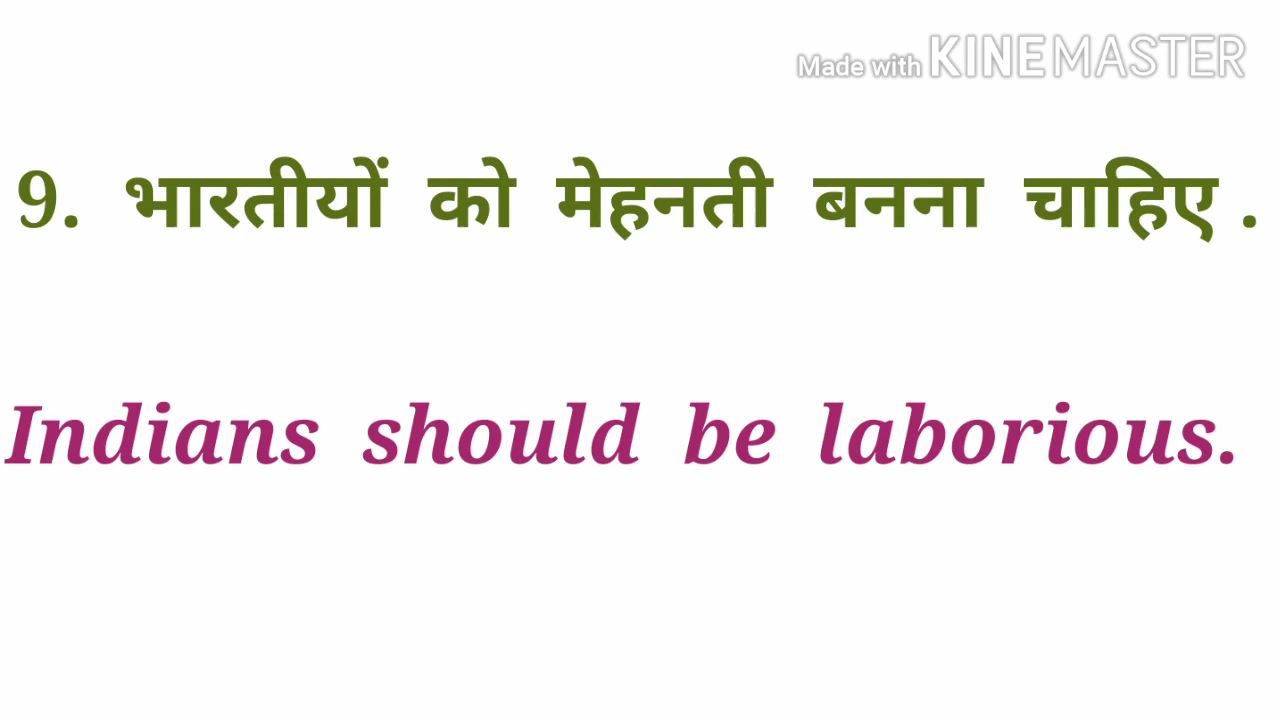 Made with KINEMASTER
9. भारतीयों को मेहनती बनना चाहिए .
Indians should be laborious.